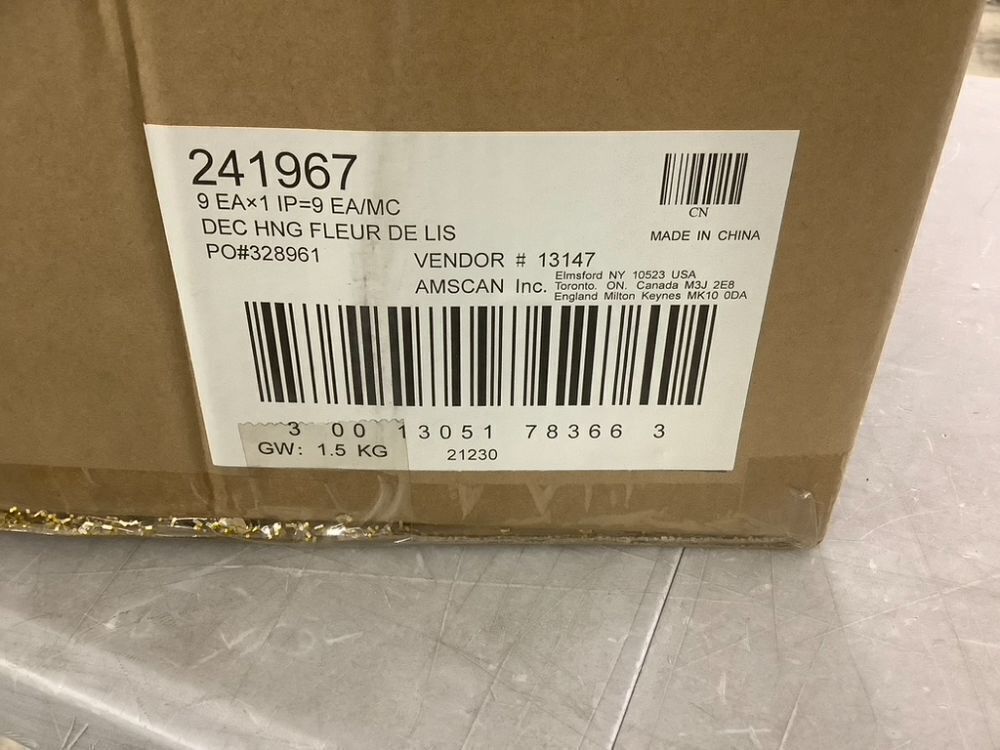 241967
9 EA×1 IP=9 EA/MC
DEC HNG FLEUR DE LIS
PO#328961
CN
MADE IN CHINA
VENDOR # 13147
AMSCAN Inc.
Elmsford NY 10523 USA
Toronto. ON. Canada M3J 2E8
England Milton Keynes MK10 0DA
3 00 13051 78366 3
GW: 1.5 KG
21230